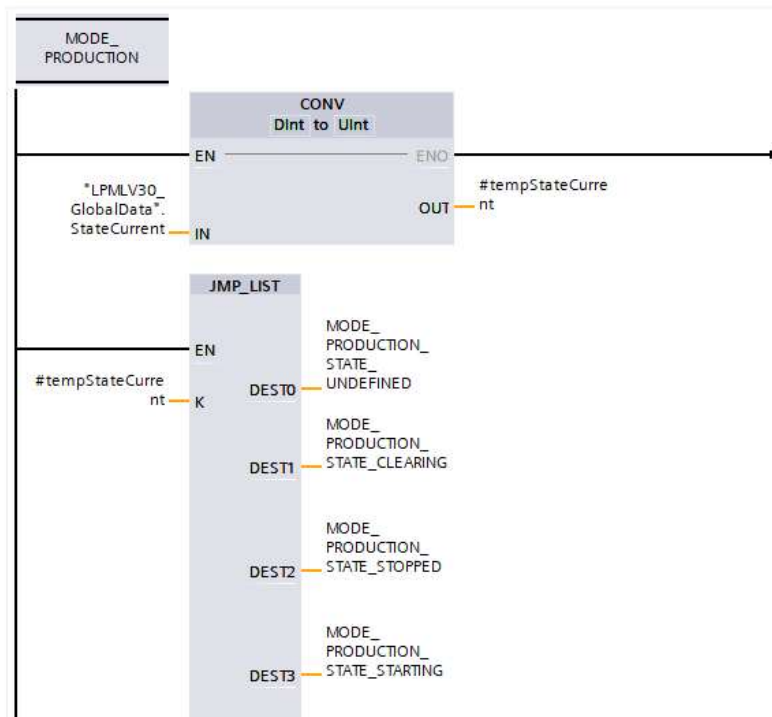 MODE_
PRODUCTION
CONV
DInt to UInt
EN
ENO
"LPMLV30_
GlobalData".
StateCurrent
IN
OUT
#tempStateCurre
nt
JMP_LIST
EN
#tempStateCurre
nt
K
DEST0
MODE_
PRODUCTION_
STATE_
UNDEFINED
DEST1
MODE_
PRODUCTION_
STATE_CLEARING
DEST2
MODE_
PRODUCTION_
STATE_STOPPED
DEST3
MODE_
PRODUCTION_
STATE_STARTING